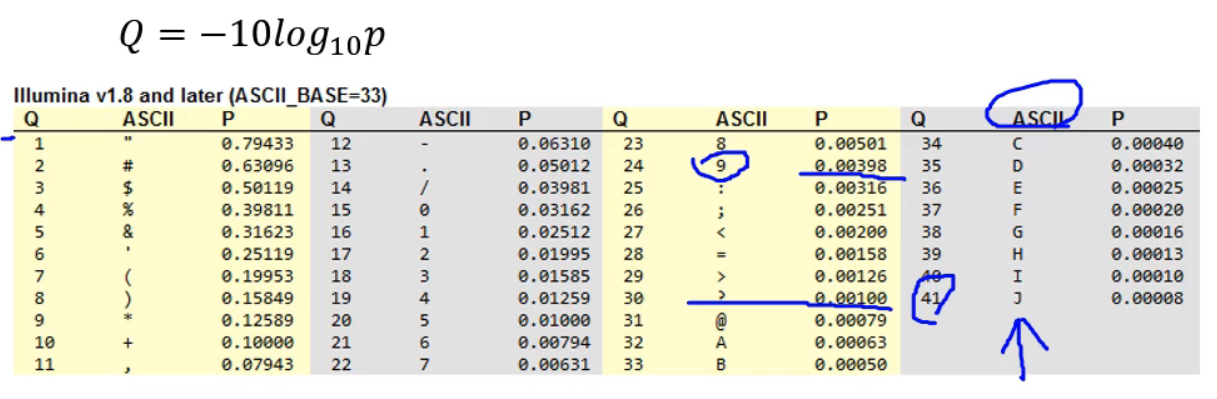 Q = −10log₁₀p
Illumina v1.8 and later (ASCII_BASE=33)
Q ASCII P Q ASCII P Q ASCII P Q ASCII P
1 " 0.79433 12 - 0.06310 23 8 0.00501 34 C 0.00040
2 # 0.63096 13 . 0.05012 24 9 0.00398 35 D 0.00032
3 $ 0.50119 14 / 0.03981 25 : 0.00316 36 E 0.00025
4 % 0.39811 15 0 0.03162 26 ; 0.00251 37 F 0.00020
5 & 0.31623 16 1 0.02512 27 < 0.00200 38 G 0.00016
6 ' 0.25119 17 2 0.01995 28 = 0.00158 39 H 0.00013
7 ( 0.19953 18 3 0.01585 29 > 0.00126 40 I 0.00010
8 ) 0.15849 19 4 0.01259 30 ? 0.00100 41 J 0.00008
9 * 0.12589 20 5 0.01000 31 @ 0.00079
10 + 0.10000 21 6 0.00794 32 A 0.00063
11 , 0.07943 22 7 0.00631 33 B 0.00050